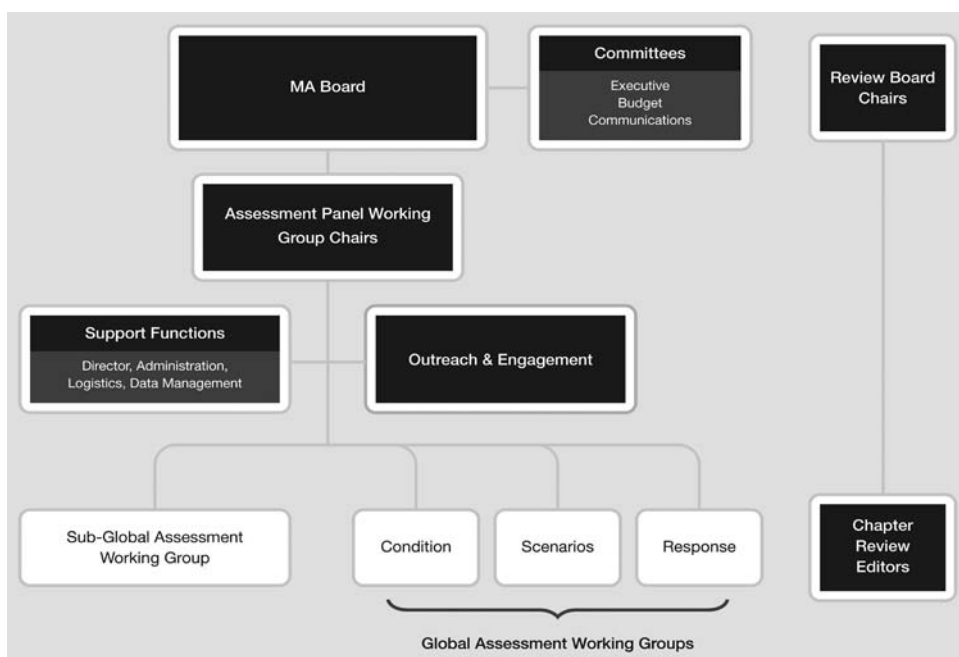 MA Board
Committees
Executive
Budget
Communications
Review Board
Chairs
Assessment Panel Working
Group Chairs
Support Functions
Director, Administration,
Logistics, Data Management
Outreach & Engagement
Sub-Global Assessment
Working Group
Condition
Scenarios
Response
Chapter
Review
Editors
Global Assessment Working Groups